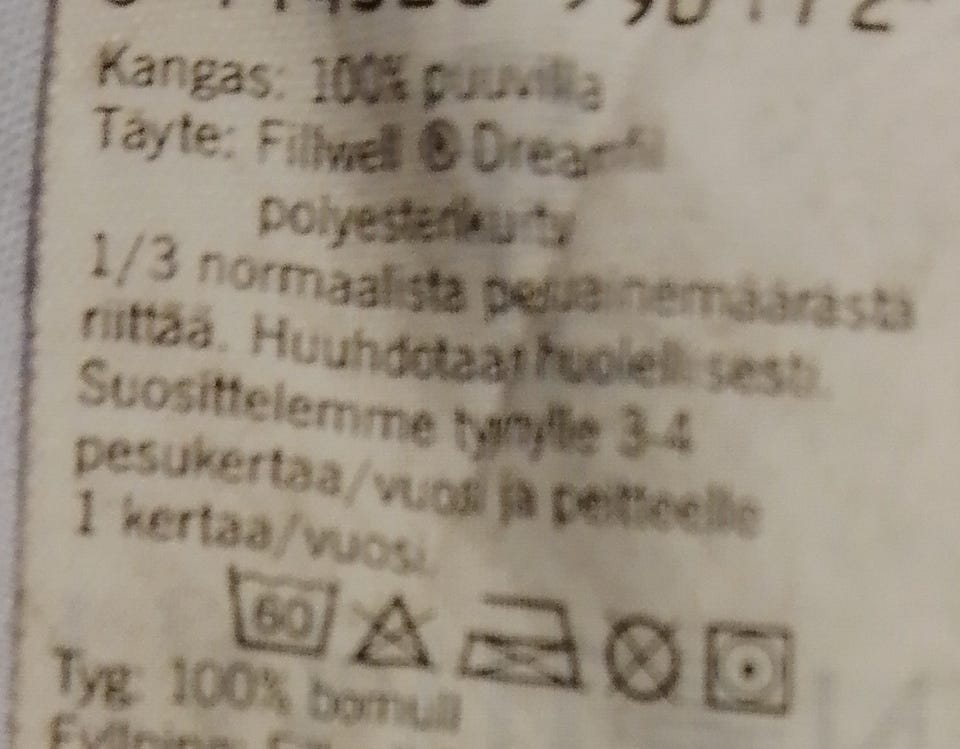 Kangas: 100% puuvilla
Täyte: Fillwell ® Dreamfil
polyesterikuitu
1/3 normaalista pesuainemäärästä
riittää. Huuhdotaan huolellisesti.
Suosittelemme tyynylle 3-4
pesukertaa/vuosi ja peitteelle
1 kertaa/vuosi.
60
Tyg: 100% bomull